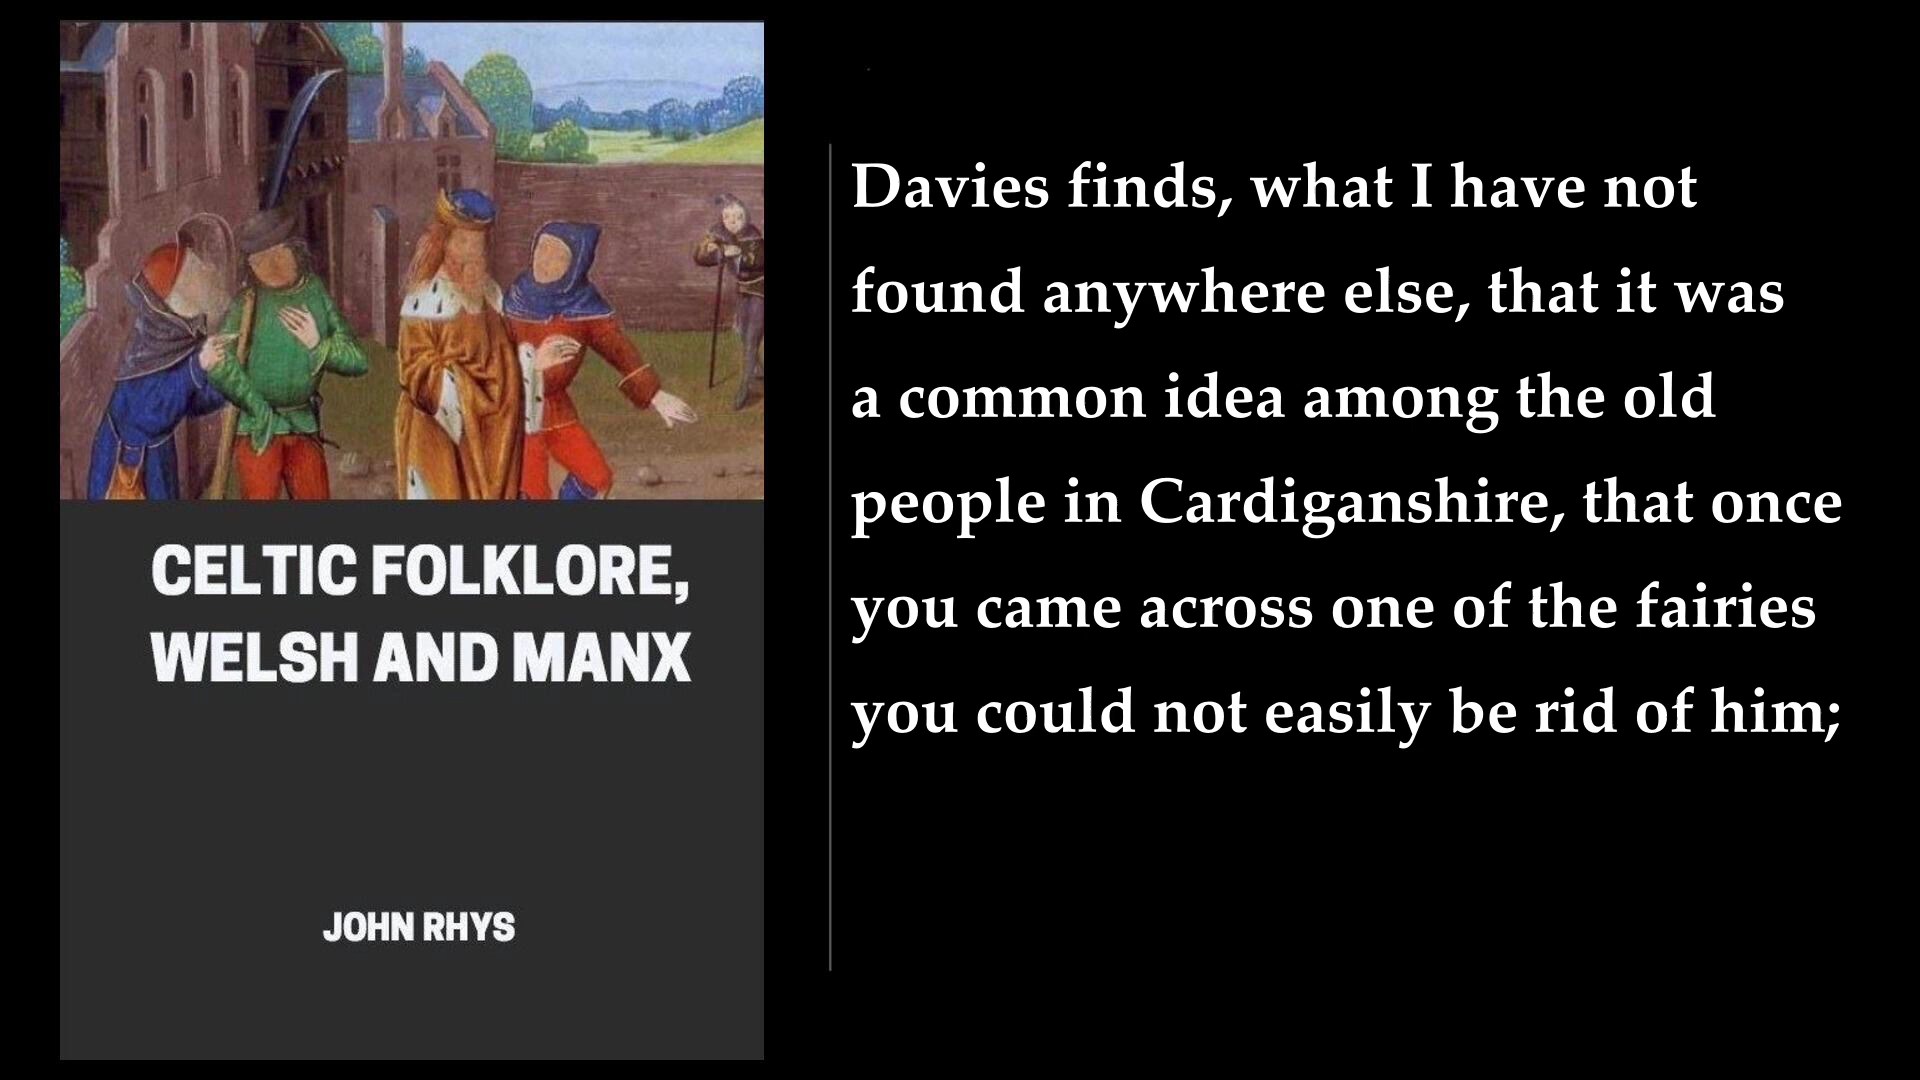 CELTIC FOLKLORE,
WELSH AND MANX
JOHN RHYS
Davies finds, what I have not
found anywhere else, that it was
a common idea among the old
people in Cardiganshire, that once
you came across one of the fairies
you could not easily be rid of him;